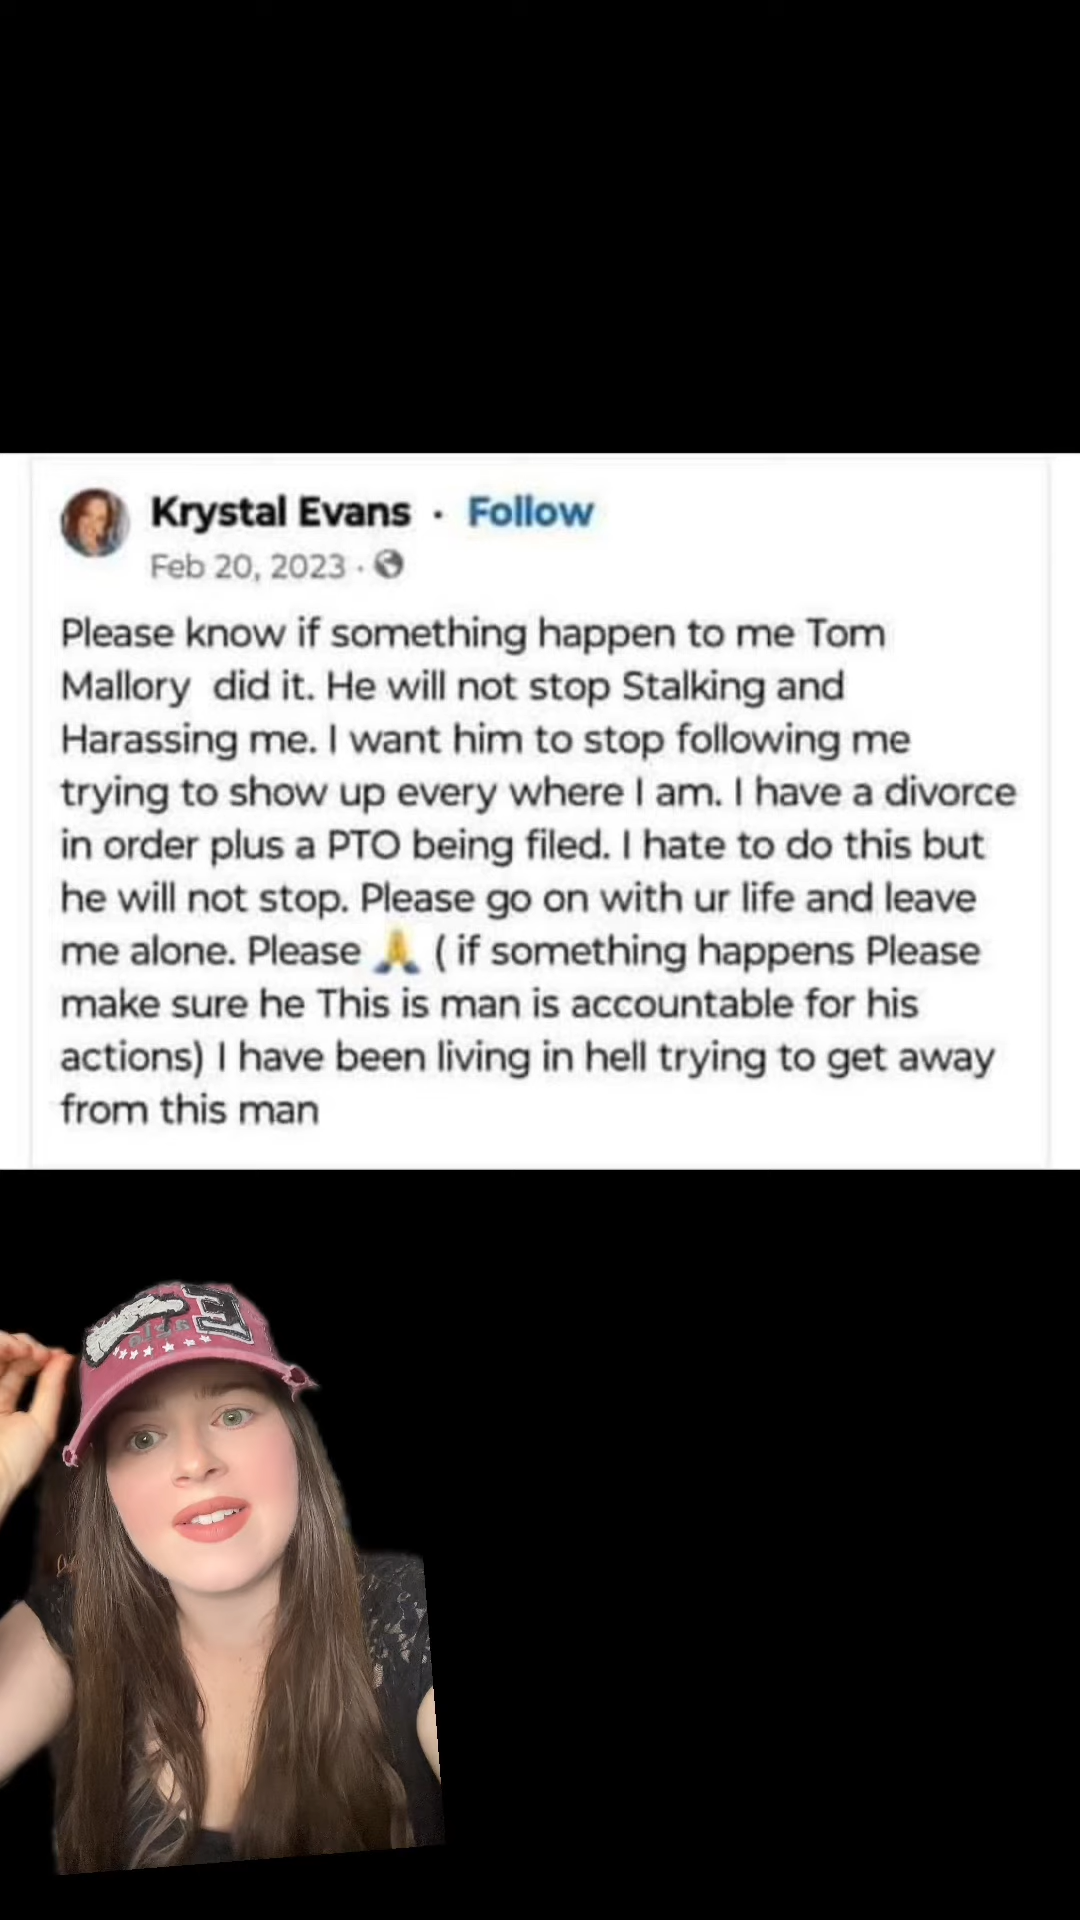 Krystal Evans · Follow
Feb 20, 2023 ·
Please know if something happen to me Tom
Mallory did it. He will not stop Stalking and
Harassing me. I want him to stop following me
trying to show up every where I am. I have a divorce
in order plus a PTO being filed. I hate to do this but
he will not stop. Please go on with ur life and leave
me alone. Please 🙏 ( if something happens Please
make sure he This is man is accountable for his
actions) I have been living in hell trying to get away
from this man
E